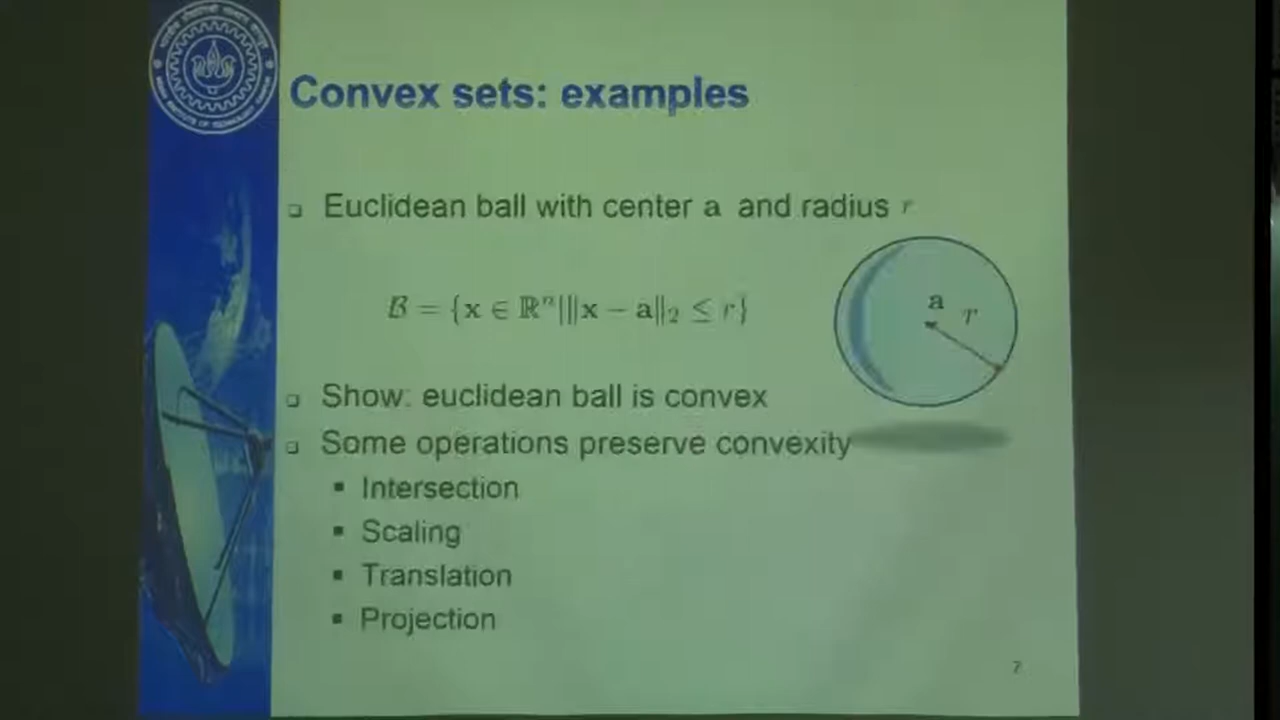 Convex sets: examples
Euclidean ball with center a and radius r
B = {x ∈ ℝⁿ|‖x − a‖₂ ≤ r}
a
r
Show: euclidean ball is convex
Some operations preserve convexity
Intersection
Scaling
Translation
Projection
7